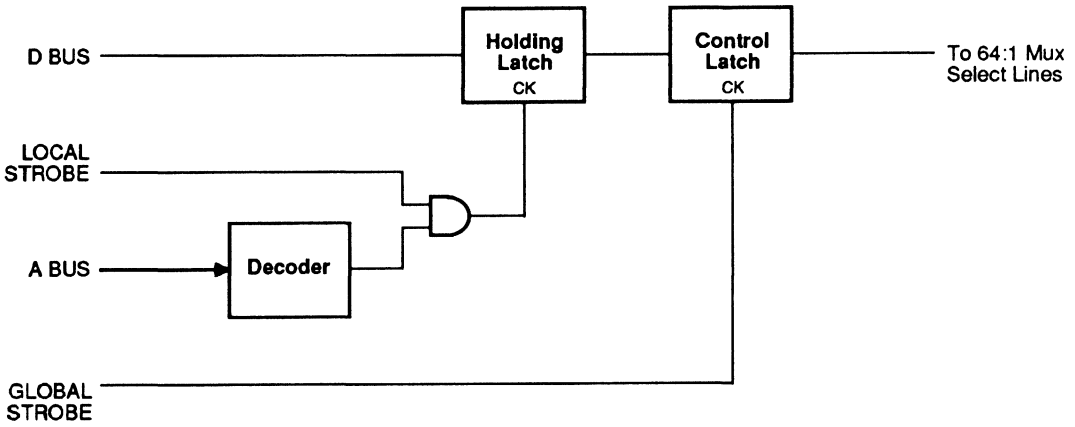 D BUS
Holding
Latch
CK
Control
Latch
CK
To 64:1 Mux
Select Lines
LOCAL
STROBE
A BUS
Decoder
GLOBAL
STROBE